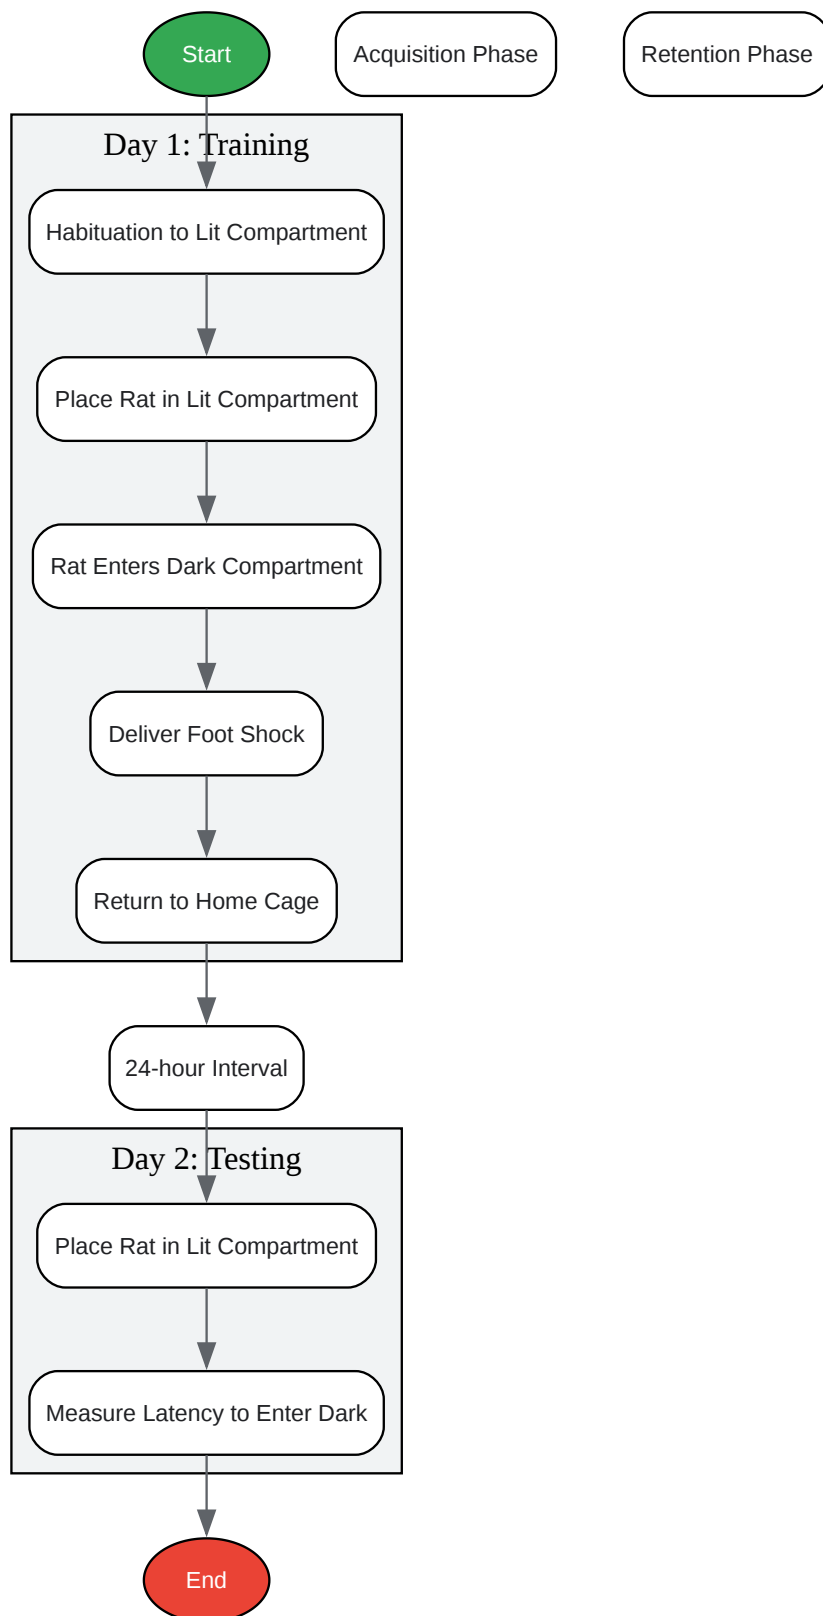 Start
Acquisition Phase
Retention Phase
Day 1: Training
Habituation to Lit Compartment
Place Rat in Lit Compartment
Rat Enters Dark Compartment
Deliver Foot Shock
Return to Home Cage
24-hour Interval
Day 2: Testing
Place Rat in Lit Compartment
Measure Latency to Enter Dark
End